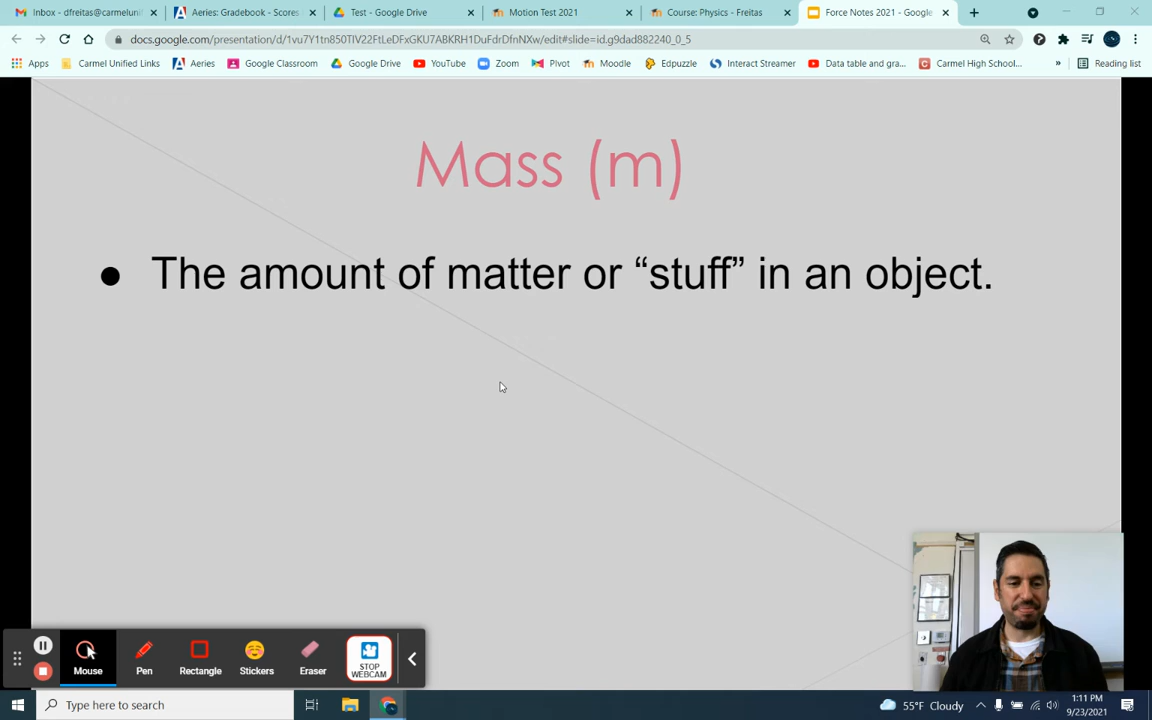 Inbox - dfreitas@carmeluni
Aeries: Gradebook - Scores
Test - Google Drive
Motion Test 2021
Course: Physics - Freitas
Force Notes 2021 - Google
docs.google.com/presentation/d/1vu7Y1tn850TIV22FtLeDFxGKU7ABKRH1DuFdrDfnNXw/edit#slide=id.g9dad882240_0_5
Apps Carmel Unified Links Aeries Google Classroom Google Drive YouTube Zoom Pivot Moodle Edpuzzle Interact Streamer Data table and gra... Carmel High School... » Reading list
Mass (m)
● The amount of matter or “stuff” in an object.
Mouse Pen Rectangle Stickers Eraser
STOP
WEBCAM
Type here to search
55°F Cloudy
1:11 PM
9/23/2021